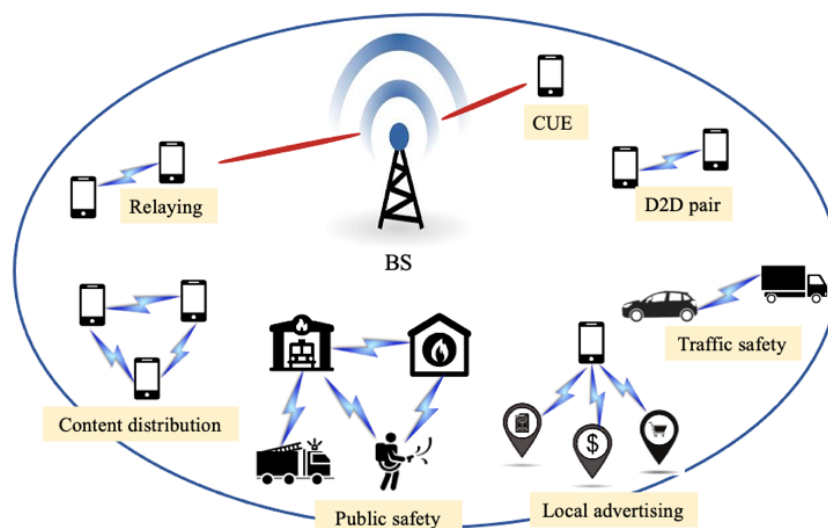 CUE
Relaying
D2D pair
BS
Traffic safety
Content distribution
$
Public safety
Local advertising